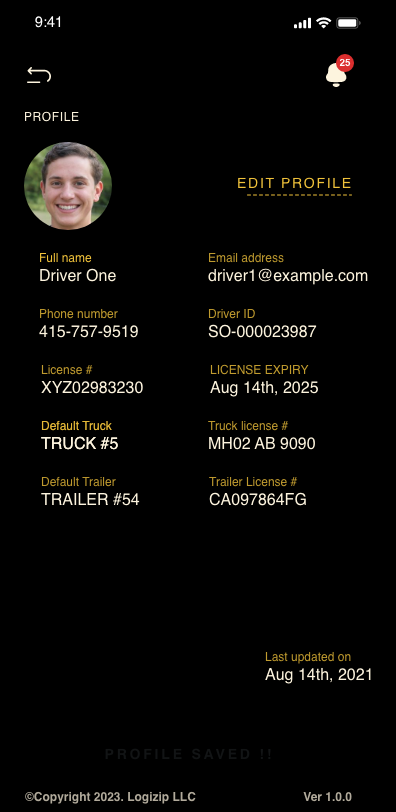 9:41
25
PROFILE
EDIT PROFILE
Full name
Driver One
Email address
driver1@example.com
Phone number
415-757-9519
Driver ID
SO-000023987
License #
XYZ02983230
LICENSE EXPIRY
Aug 14th, 2025
Default Truck
TRUCK #5
Truck license #
MH02 AB 9090
Default Trailer
TRAILER #54
Trailer License #
CA097864FG
Last updated on
Aug 14th, 2021
PROFILE SAVED !!
©Copyright 2023. Logizip LLC
Ver 1.0.0